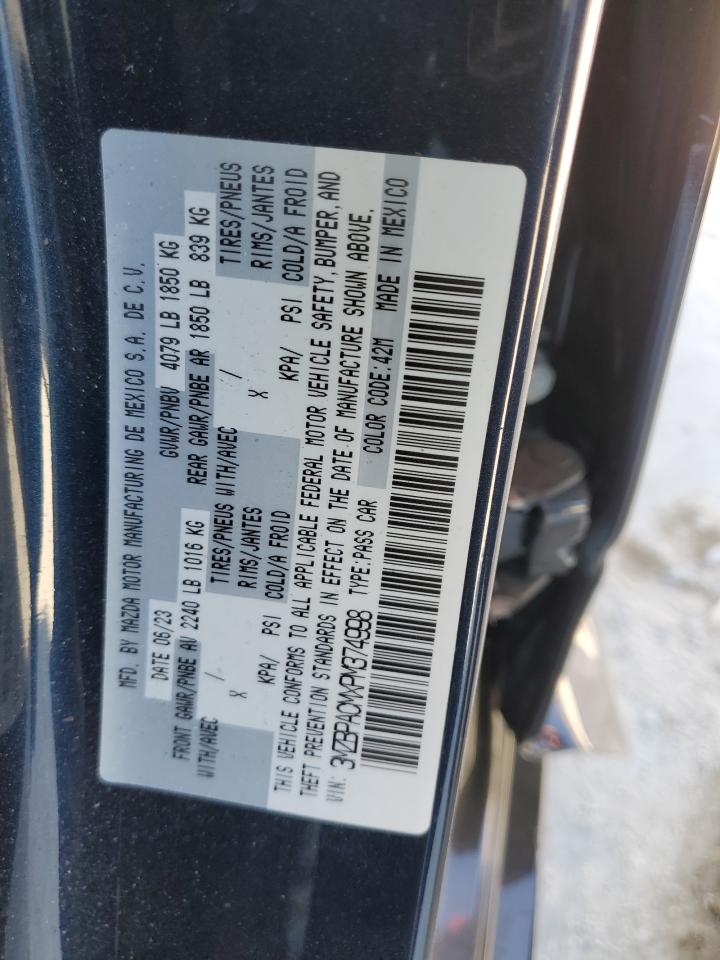 MFD. BY MAZDA MOTOR MANUFACTURING DE MEXICO S.A. DE C.V.
DATE 06/23 GVWR/PNBV 4079 LB 1850 KG
FRONT GAWR/PNBE AV 2240 LB 1016 KG REAR GAWR/PNBE AR 1850 LB 839 KG
WITH/AVEC / TIRES/PNEUS WITH/AVEC / TIRES/PNEUS
X RIMS/JANTES X RIMS/JANTES
KPA/ PSI COLD/A FROID KPA/ PSI COLD/A FROID
THIS VEHICLE CONFORMS TO ALL APPLICABLE FEDERAL MOTOR VEHICLE SAFETY, BUMPER, AND
THEFT PREVENTION STANDARDS IN EFFECT ON THE DATE OF MANUFACTURE SHOWN ABOVE.
VIN: 3MZBPACMXPM374998 TYPE:PASS CAR COLOR CODE:42M MADE IN MEXICO